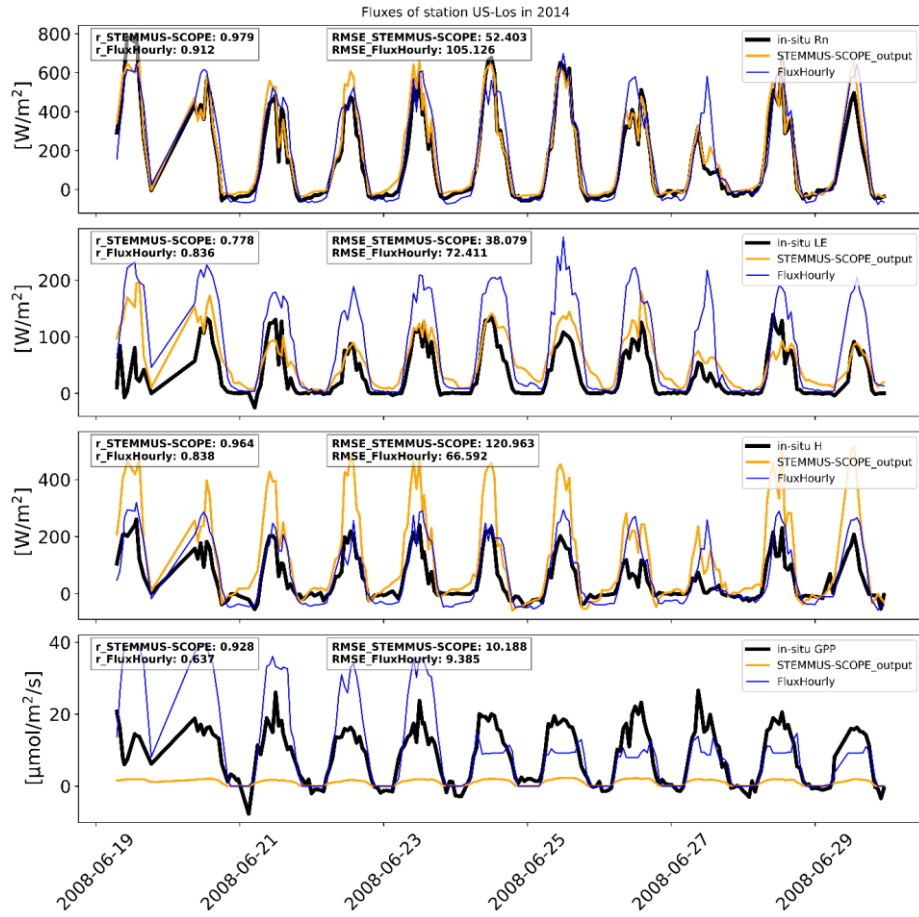 Fluxes of station US-Los in 2014
r_STEMMUS-SCOPE: 0.979
r_FluxHourly: 0.912
RMSE_STEMMUS-SCOPE: 52.403
RMSE_FluxHourly: 105.126
in-situ Rn
STEMMUS-SCOPE_output
FluxHourly
[W/m²]
800
600
400
200
0
r_STEMMUS-SCOPE: 0.778
r_FluxHourly: 0.836
RMSE_STEMMUS-SCOPE: 38.079
RMSE_FluxHourly: 72.411
in-situ LE
STEMMUS-SCOPE_output
FluxHourly
[W/m²]
200
100
0
r_STEMMUS-SCOPE: 0.964
r_FluxHourly: 0.838
RMSE_STEMMUS-SCOPE: 120.963
RMSE_FluxHourly: 66.592
in-situ H
STEMMUS-SCOPE_output
FluxHourly
[W/m²]
400
200
0
r_STEMMUS-SCOPE: 0.928
r_FluxHourly: 0.637
RMSE_STEMMUS-SCOPE: 10.188
RMSE_FluxHourly: 9.385
in-situ GPP
STEMMUS-SCOPE_output
FluxHourly
[μmol/m²/s]
40
20
0
2008-06-19
2008-06-21
2008-06-23
2008-06-25
2008-06-27
2008-06-29